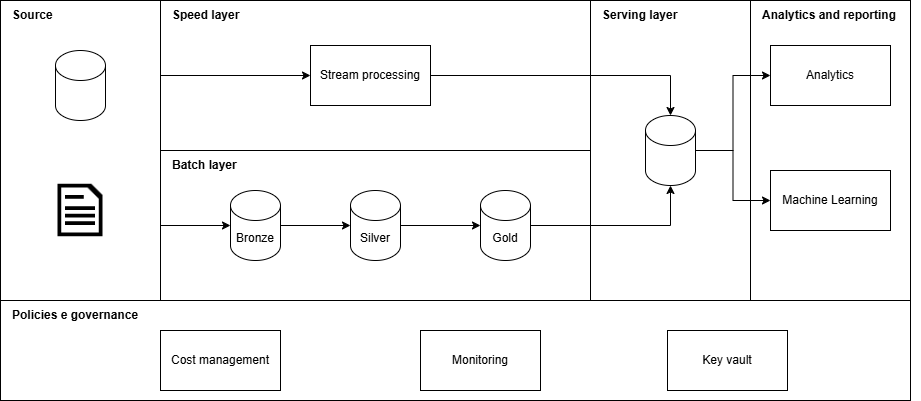 Source
Speed layer
Serving layer
Analytics and reporting
Stream processing
Analytics
Batch layer
Bronze
Silver
Gold
Machine Learning
Policies e governance
Cost management
Monitoring
Key vault